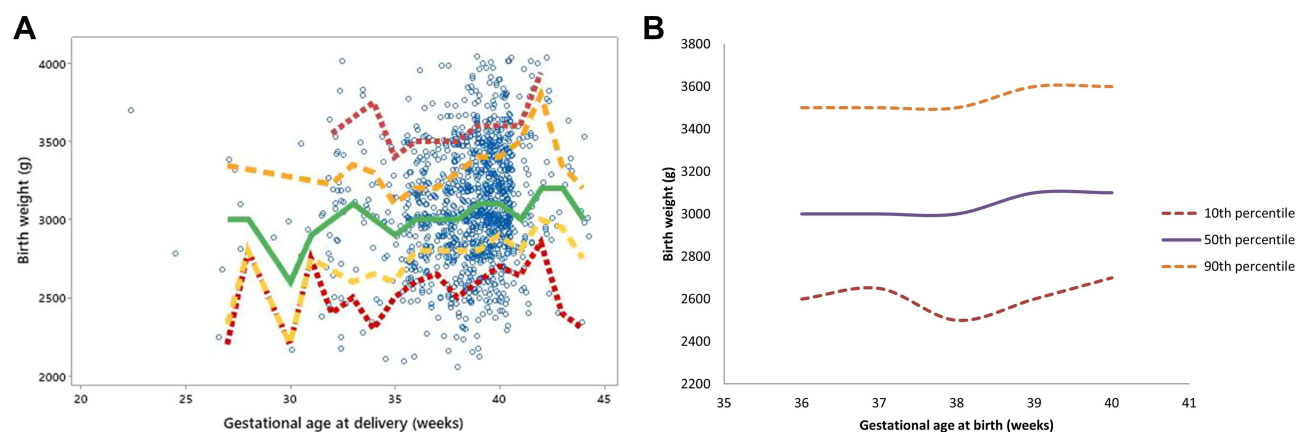 A
4000
3500
3000
2500
2000
Birth weight (g)
20 25 30 35 40 45
Gestational age at delivery (weeks)
B
3800
3600
3400
3200
3000
2800
2600
2400
2200
Birth weight (g)
35 36 37 38 39 40 41
Gestational age at birth (weeks)
10th percentile
50th percentile
90th percentile